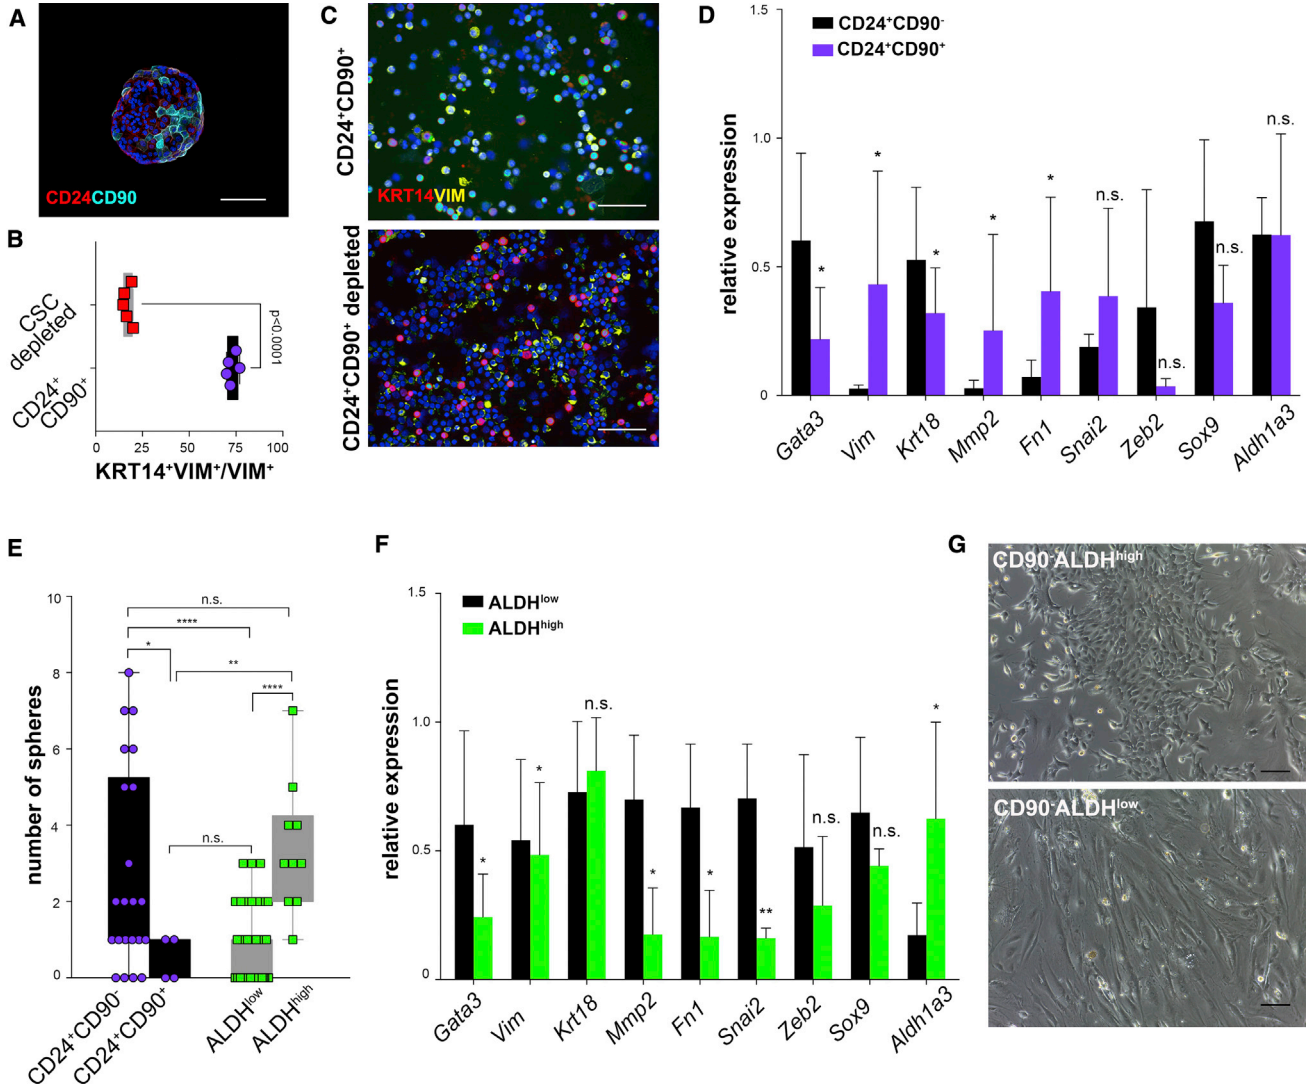 A
CD24CD90
B
CSC
depleted
CD24⁺
CD90⁺
p<0.0001
0 25 50 75 100
KRT14⁺VIM⁺/VIM⁺
C
CD24⁺CD90⁺
KRT14VIM
CD24⁺CD90⁺ depleted
D
CD24⁺CD90⁻
CD24⁺CD90⁺
relative expression
1.5
1.0
0.5
0
* * * * * n.s. n.s. n.s. n.s.
Gata3 Vim Krt18 Mmp2 Fn1 Snai2 Zeb2 Sox9 Aldh1a3
E
number of spheres
10
8
6
4
2
0
n.s.
****
*
**
****
n.s.
CD24⁺CD90⁻ CD24⁺CD90⁺ ALDHˡᵒʷ ALDHʰⁱᵍʰ
F
ALDHˡᵒʷ
ALDHʰⁱᵍʰ
relative expression
1.5
1.0
0.5
0
* * n.s. * * ** n.s. n.s. *
Gata3 Vim Krt18 Mmp2 Fn1 Snai2 Zeb2 Sox9 Aldh1a3
G
CD90⁻ALDHʰⁱᵍʰ
CD90⁻ALDHˡᵒʷ